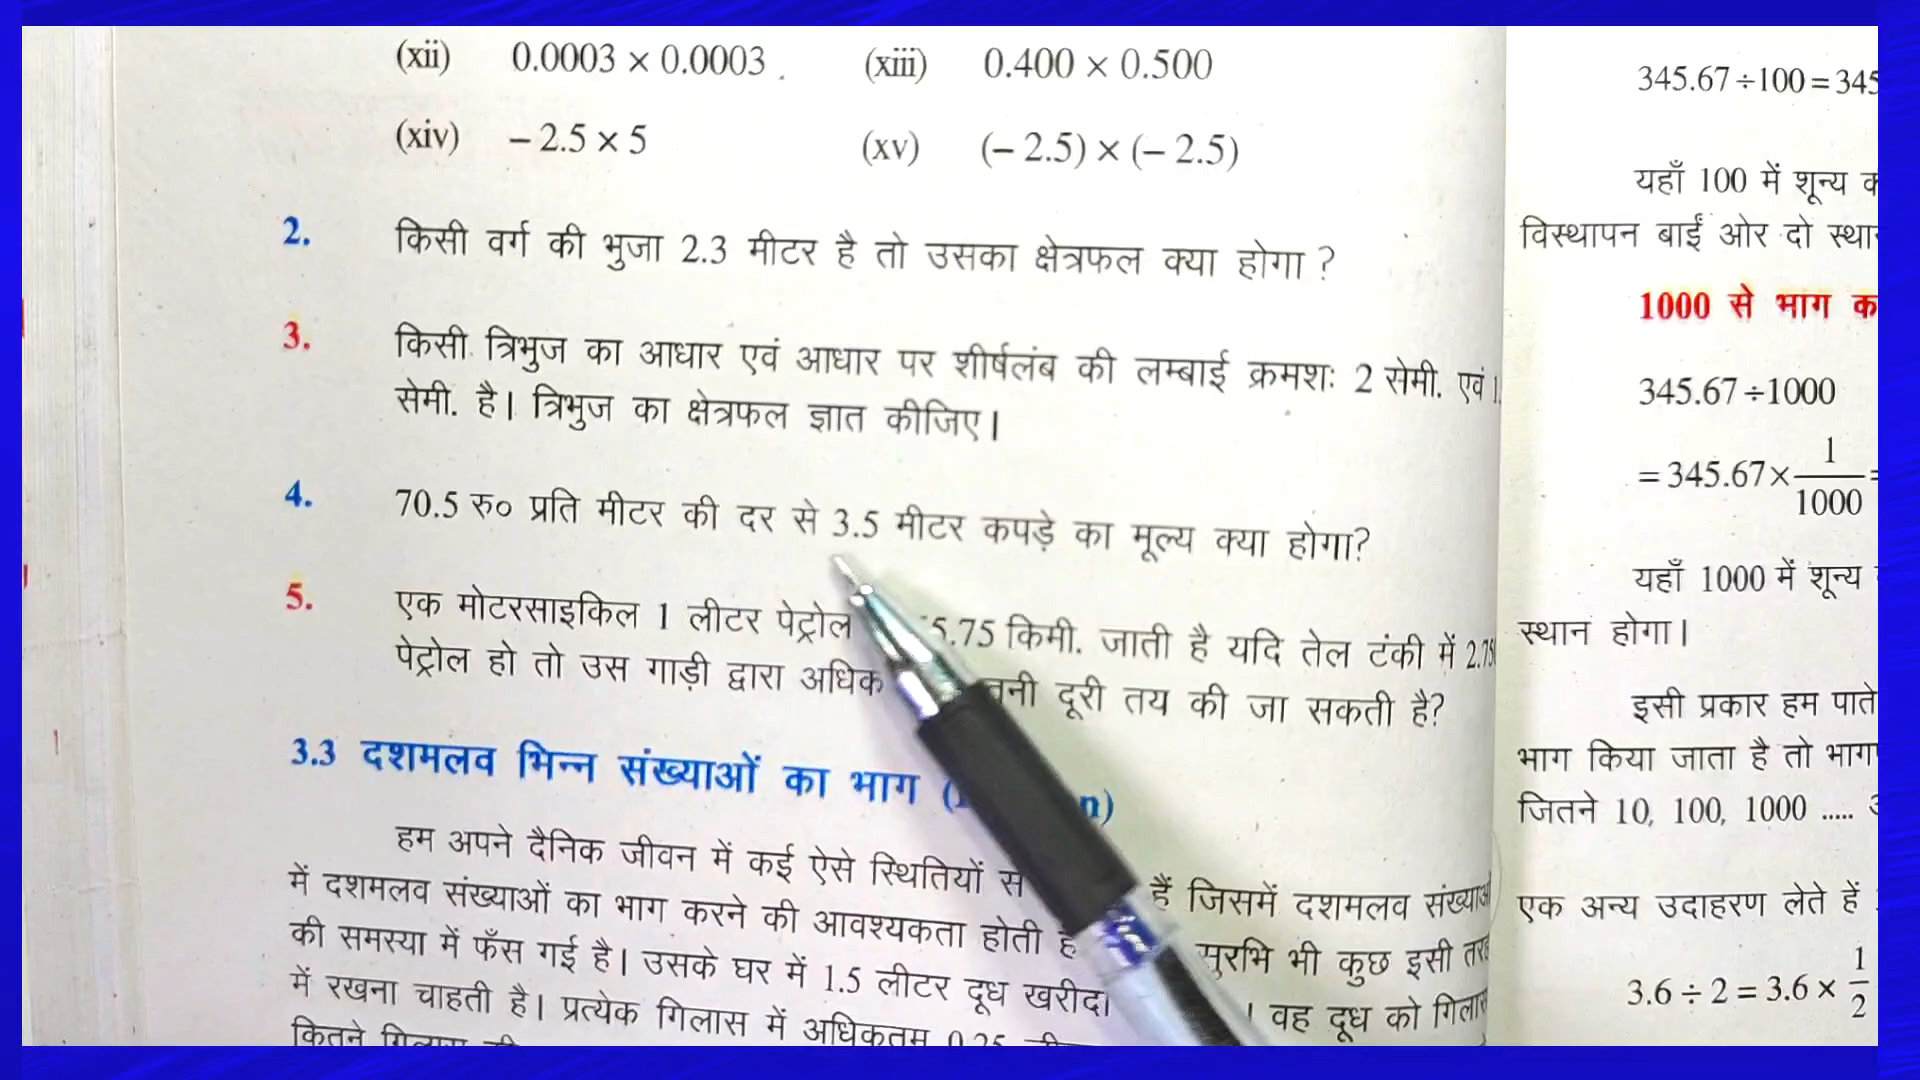 (xii) 0.0003 × 0.0003 (xiii) 0.400 × 0.500
(xiv) – 2.5 × 5 (xv) (– 2.5) × (– 2.5)
2. किसी वर्ग की भुजा 2.3 मीटर है तो उसका क्षेत्रफल क्या होगा ?
3. किसी त्रिभुज का आधार एवं आधार पर शीर्षलंब की लम्बाई क्रमशः 2 सेमी. एवं
सेमी. है। त्रिभुज का क्षेत्रफल ज्ञात कीजिए।
4. 70.5 रु० प्रति मीटर की दर से 3.5 मीटर कपड़े का मूल्य क्या होगा?
5. एक मोटरसाइकिल 1 लीटर पेट्रोल 5.75 किमी. जाती है यदि तेल टंकी में
पेट्रोल हो तो उस गाड़ी द्वारा अधिक दूरी तय की जा सकती है?
3.3 दशमलव भिन्न संख्याओं का भाग
हम अपने दैनिक जीवन में कई ऐसे स्थितियों हैं जिसमें दशमलव
में दशमलव संख्याओं का भाग करने की आवश्यकता होती सुरभि भी कुछ इसी
की समस्या में फँस गई है। उसके घर में 1.5 लीटर दूध वह दूध को
में रखना चाहती है। प्रत्येक गिलास में अधिकतम 0.25
कितने
345.67 ÷ 100 = 345
यहाँ 100 में शून्य
विस्थापन बाईं ओर दो
1000 से भाग
345.67 ÷ 1000
= 345.67 × 1/1000 =
यहाँ 1000 में शून्य
स्थान होगा।
इसी प्रकार हम पाते
भाग किया जाता है तो
जितने 10, 100, 1000 .....
एक अन्य उदाहरण लेते हैं
3.6 ÷ 2 = 3.6 × 1/2